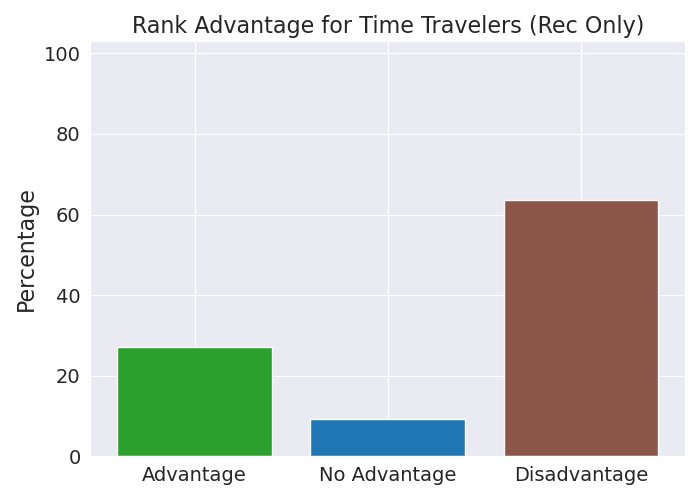 Rank Advantage for Time Travelers (Rec Only)
100
80
60
40
20
0
Percentage
Advantage
No Advantage
Disadvantage